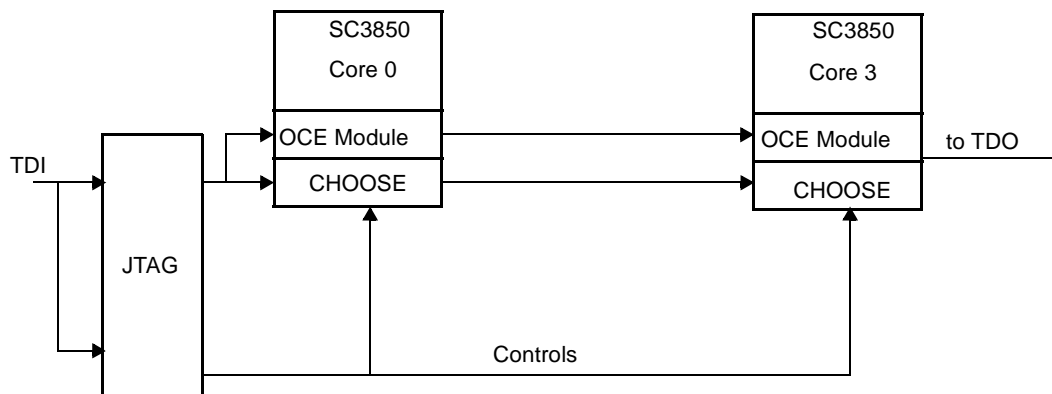 SC3850
Core 0
OCE Module
CHOOSE
SC3850
Core 3
OCE Module
CHOOSE
to TDO
TDI
JTAG
Controls